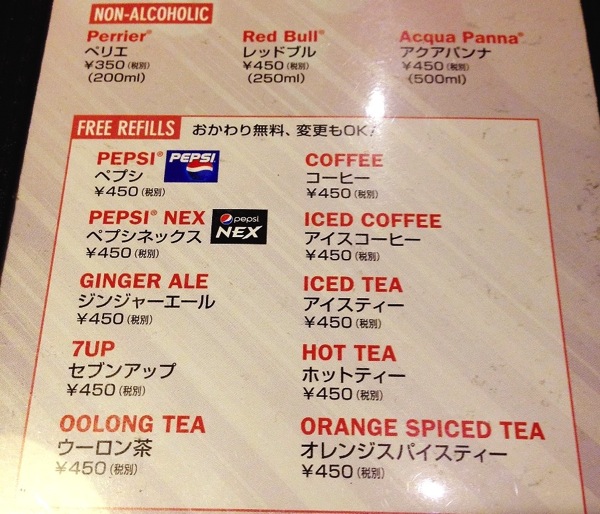 NON-ALCOHOLIC
Perrier®
ペリエ
¥350(税別)
(200ml)
Red Bull®
レッドブル
¥450(税別)
(250ml)
Acqua Panna®
アクアパンナ
¥450(税別)
(500ml)
FREE REFILLS おかわり無料、変更もOK!
PEPSI®
PEPSI
ペプシ
¥450(税別)
PEPSI® NEX
pepsi
NEX
ペプシネックス
¥450(税別)
GINGER ALE
ジンジャーエール
¥450(税別)
7UP
セブンアップ
¥450(税別)
OOLONG TEA
ウーロン茶
¥450(税別)
COFFEE
コーヒー
¥450(税別)
ICED COFFEE
アイスコーヒー
¥450(税別)
ICED TEA
アイスティー
¥450(税別)
HOT TEA
ホットティー
¥450(税別)
ORANGE SPICED TEA
オレンジスパイスティー
¥450(税別)